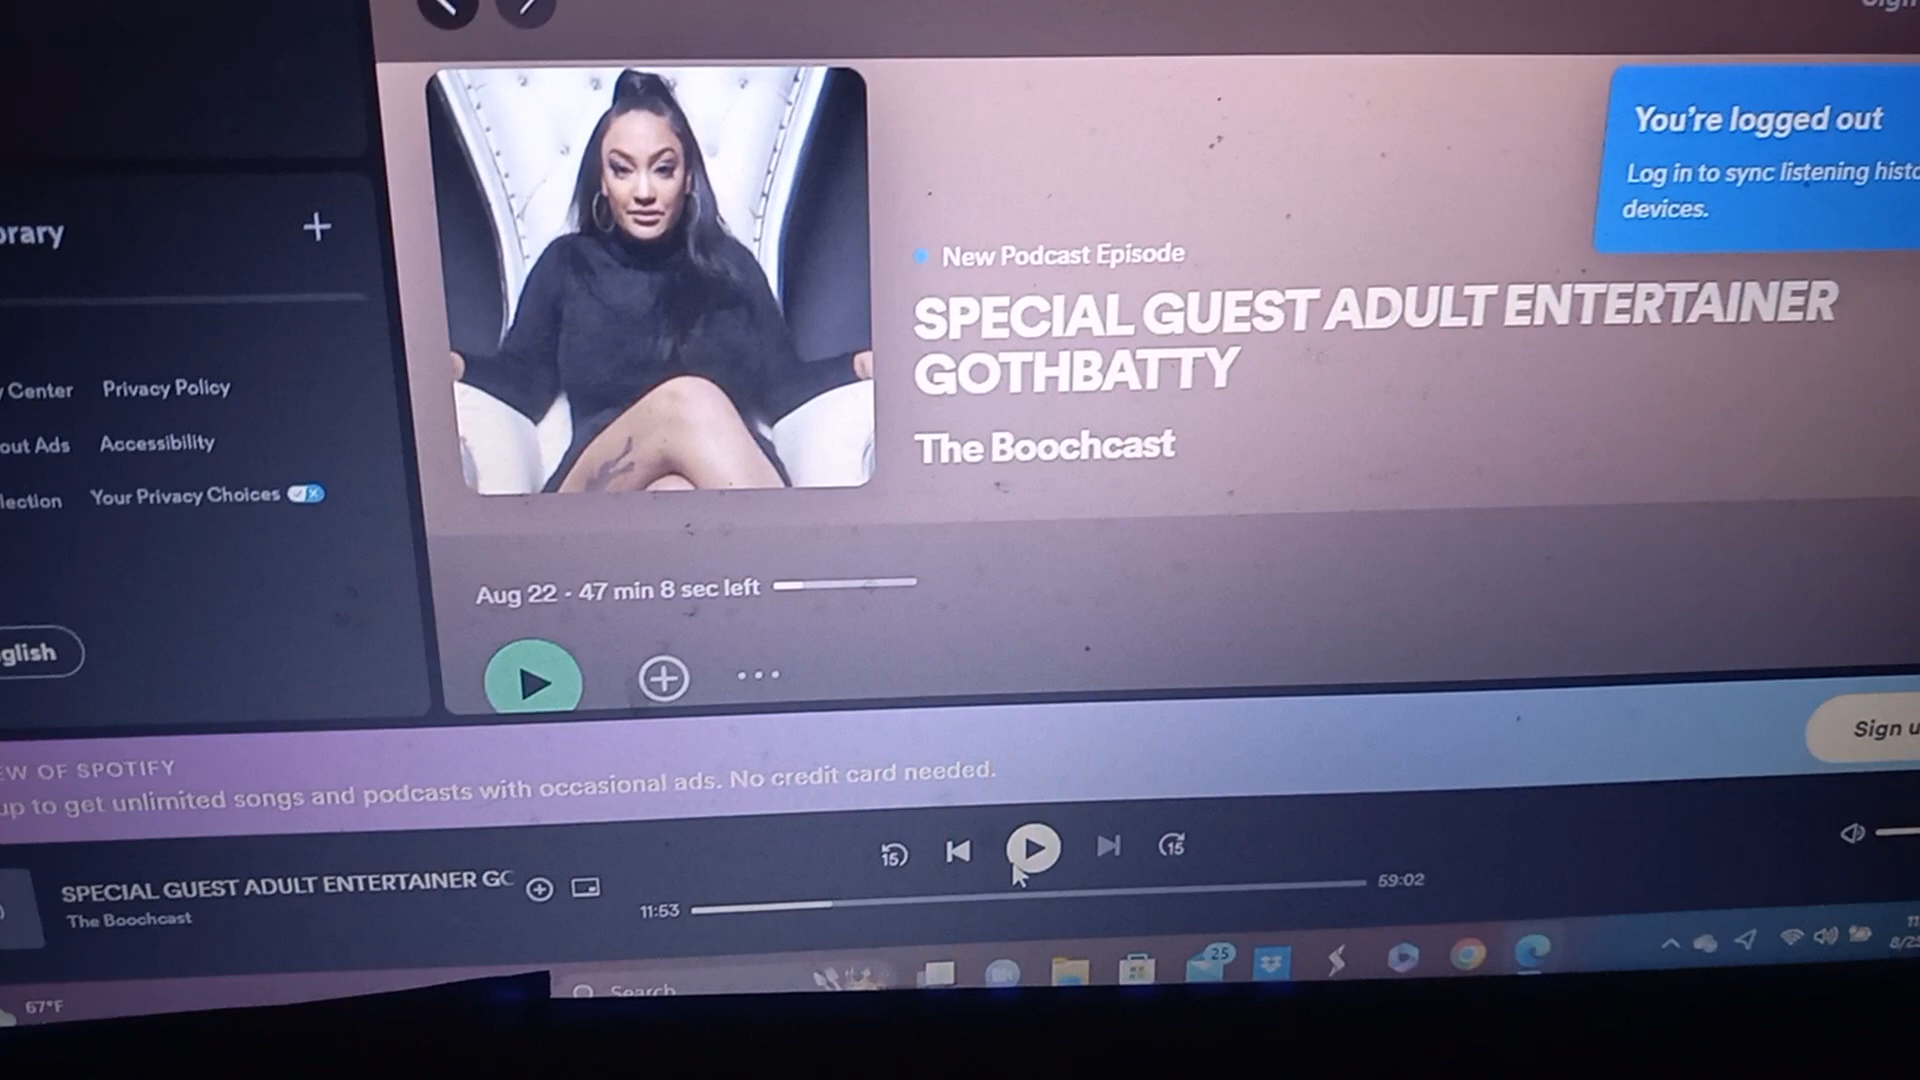 You're logged out
Log in to sync listening
devices.
New Podcast Episode
SPECIAL GUEST ADULT ENTERTAINER
GOTHBATTY
The Boochcast
Aug 22 - 47 min 8 sec left
Center Privacy Policy
out Ads Accessibility
lection Your Privacy Choices
glish
EW OF SPOTIFY
up to get unlimited songs and podcasts with occasional ads. No credit card needed.
Sign u
15
15
SPECIAL GUEST ADULT ENTERTAINER GO
The Boochcast
11:53
59:02
67°F
Search
25